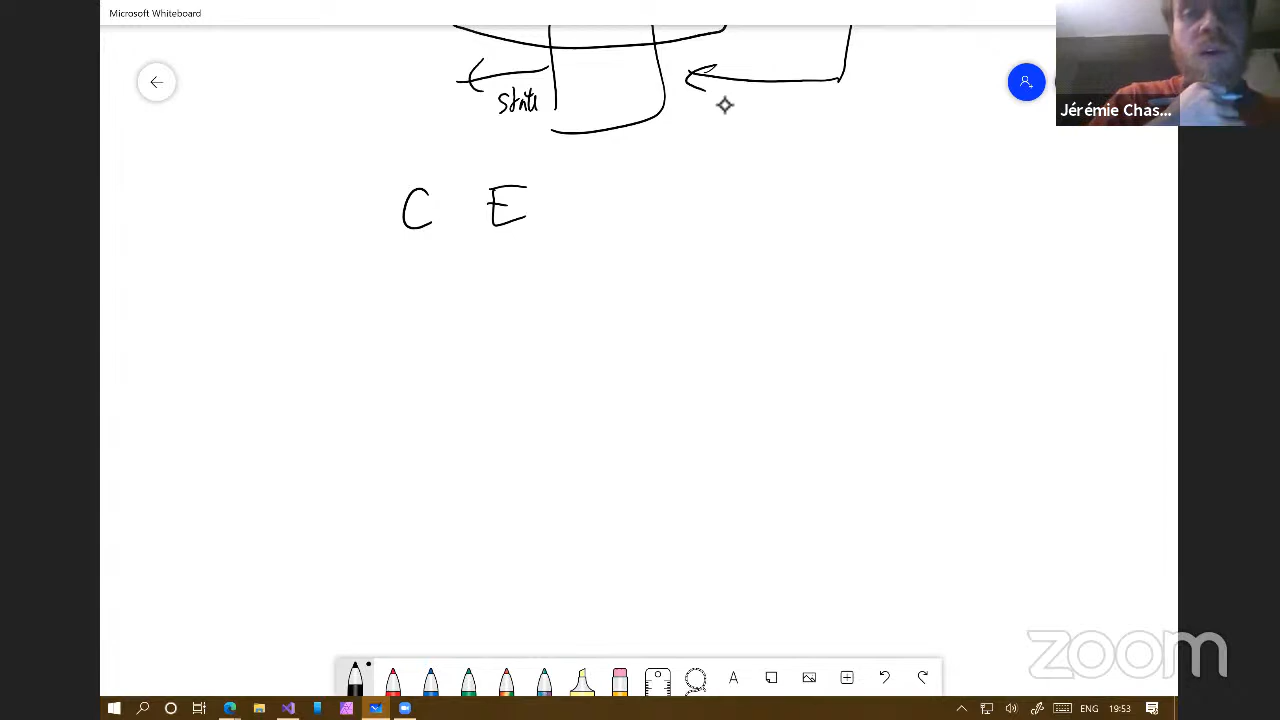 Microsoft Whiteboard
Jérémie Chas...
state
C E
A
zoom
ENG 19:53